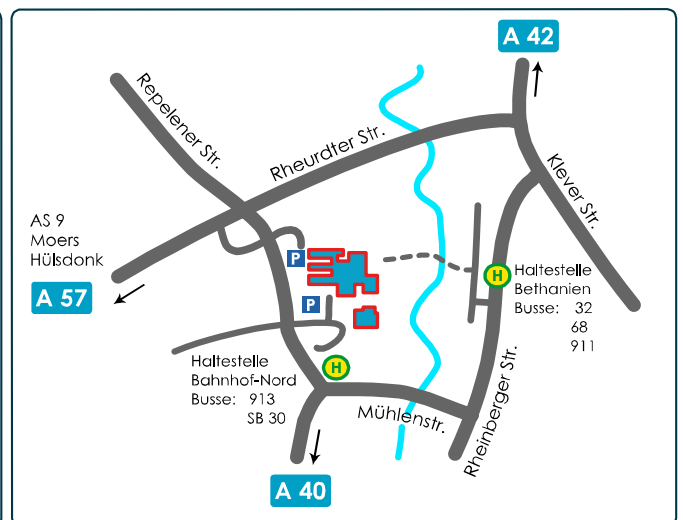 A 42
Repelener Str.
Rheurdter Str.
Klever Str.
AS 9
Moers
Hülsdonk
A 57
P
P
H
Haltestelle
Bethanien
Busse: 32
68
911
Haltestelle
Bahnhof-Nord
Busse: 913
SB 30
H
Mühlenstr.
Rheinberger Str.
A 40